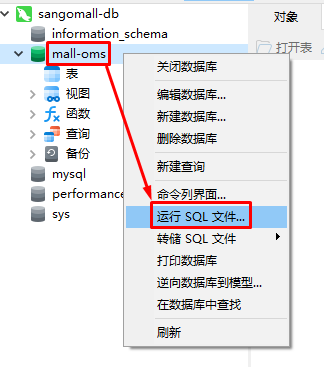 sangomall-db
对象
information_schema
打开表
mall-oms
表
视图
函数
查询
备份
mysql
performance
sys
关闭数据库
编辑数据库...
新建数据库...
删除数据库
新建查询
命令列界面...
运行 SQL 文件...
转储 SQL 文件
打印数据库
逆向数据库到模型...
在数据库中查找
刷新